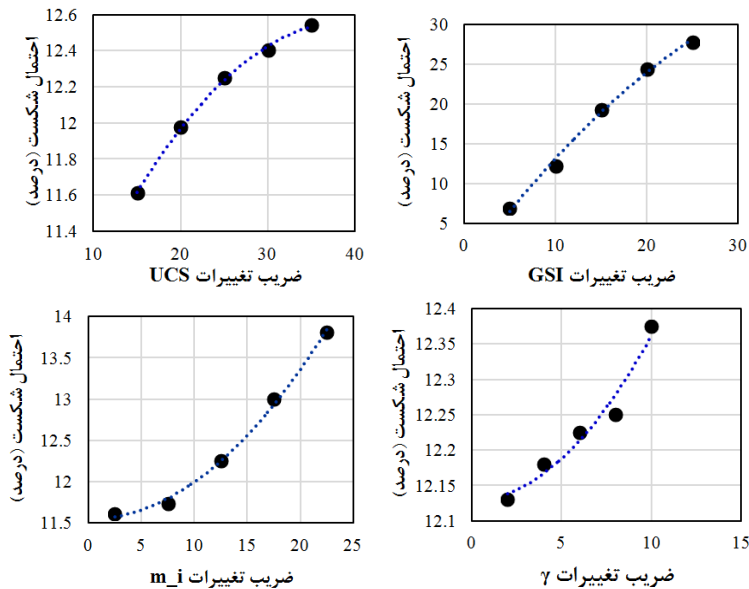 احتمال شکست (درصد)
12.6
12.4
12.2
12
11.8
11.6
11.4
10 20 30 40
ضریب تغییرات UCS
احتمال شکست (درصد)
30
25
20
15
10
5
0 10 20 30
ضریب تغییرات GSI
احتمال شکست (درصد)
14
13.5
13
12.5
12
11.5
0 5 10 15 20 25
ضریب تغییرات m_i
احتمال شکست (درصد)
12.4
12.3
12.3
12.2
12.2
12.15
12.1
0 5 10 15
ضریب تغییرات γ